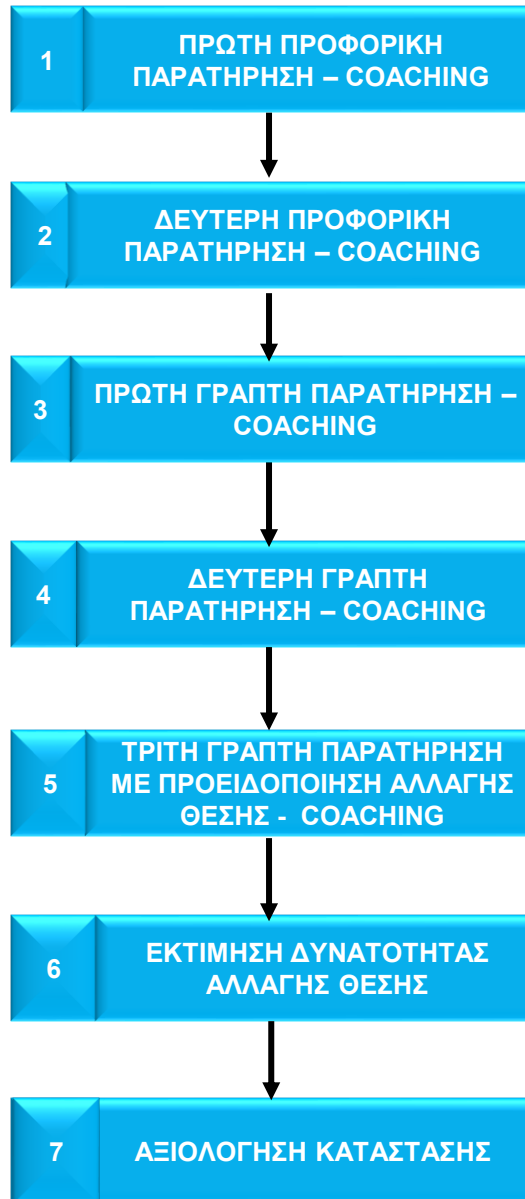 1
ΠΡΩΤΗ ΠΡΟΦΟΡΙΚΗ
ΠΑΡΑΤΗΡΗΣΗ – COACHING
2
ΔΕΥΤΕΡΗ ΠΡΟΦΟΡΙΚΗ
ΠΑΡΑΤΗΡΗΣΗ – COACHING
3
ΠΡΩΤΗ ΓΡΑΠΤΗ ΠΑΡΑΤΗΡΗΣΗ –
COACHING
4
ΔΕΥΤΕΡΗ ΓΡΑΠΤΗ
ΠΑΡΑΤΗΡΗΣΗ – COACHING
5
ΤΡΙΤΗ ΓΡΑΠΤΗ ΠΑΡΑΤΗΡΗΣΗ
ΜΕ ΠΡΟΕΙΔΟΠΟΙΗΣΗ ΑΛΛΑΓΗΣ
ΘΕΣΗΣ - COACHING
6
ΕΚΤΙΜΗΣΗ ΔΥΝΑΤΟΤΗΤΑΣ
ΑΛΛΑΓΗΣ ΘΕΣΗΣ
7
ΑΞΙΟΛΟΓΗΣΗ ΚΑΤΑΣΤΑΣΗΣ